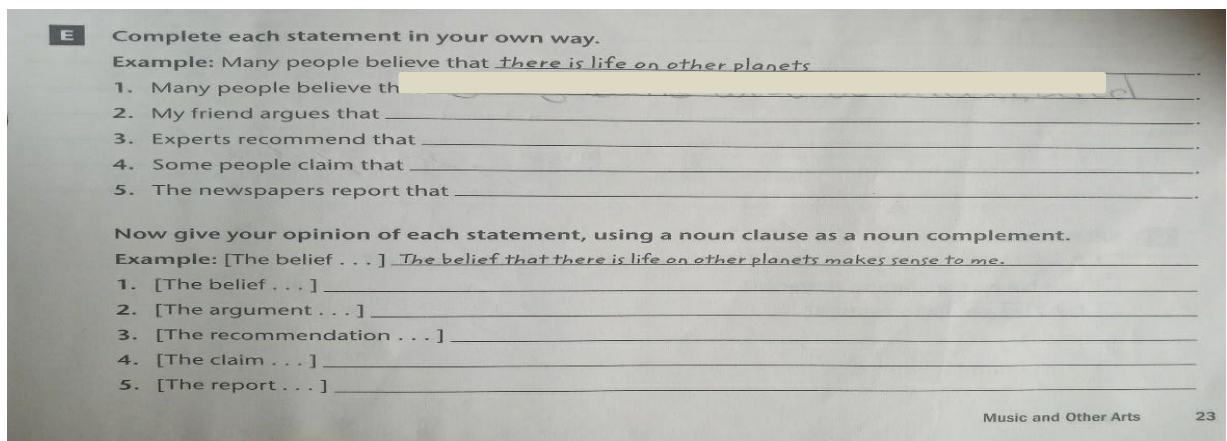 E Complete each statement in your own way.
Example: Many people believe that there is life on other planets.
1. Many people believe th
2. My friend argues that .
3. Experts recommend that .
4. Some people claim that .
5. The newspapers report that .
Now give your opinion of each statement, using a noun clause as a noun complement.
Example: [The belief . . . ] The belief that there is life on other planets makes sense to me.
1. [The belief . . . ]
2. [The argument . . . ]
3. [The recommendation . . . ]
4. [The claim . . . ]
5. [The report . . . ]
Music and Other Arts 23